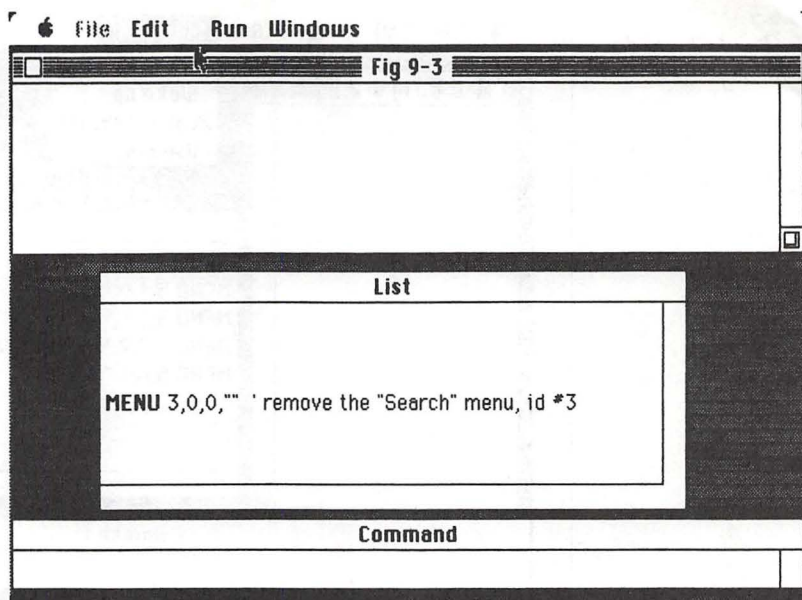 File Edit Run Windows
Fig 9-3
List
MENU 3,0,0,"" ' remove the "Search" menu, id #3
Command